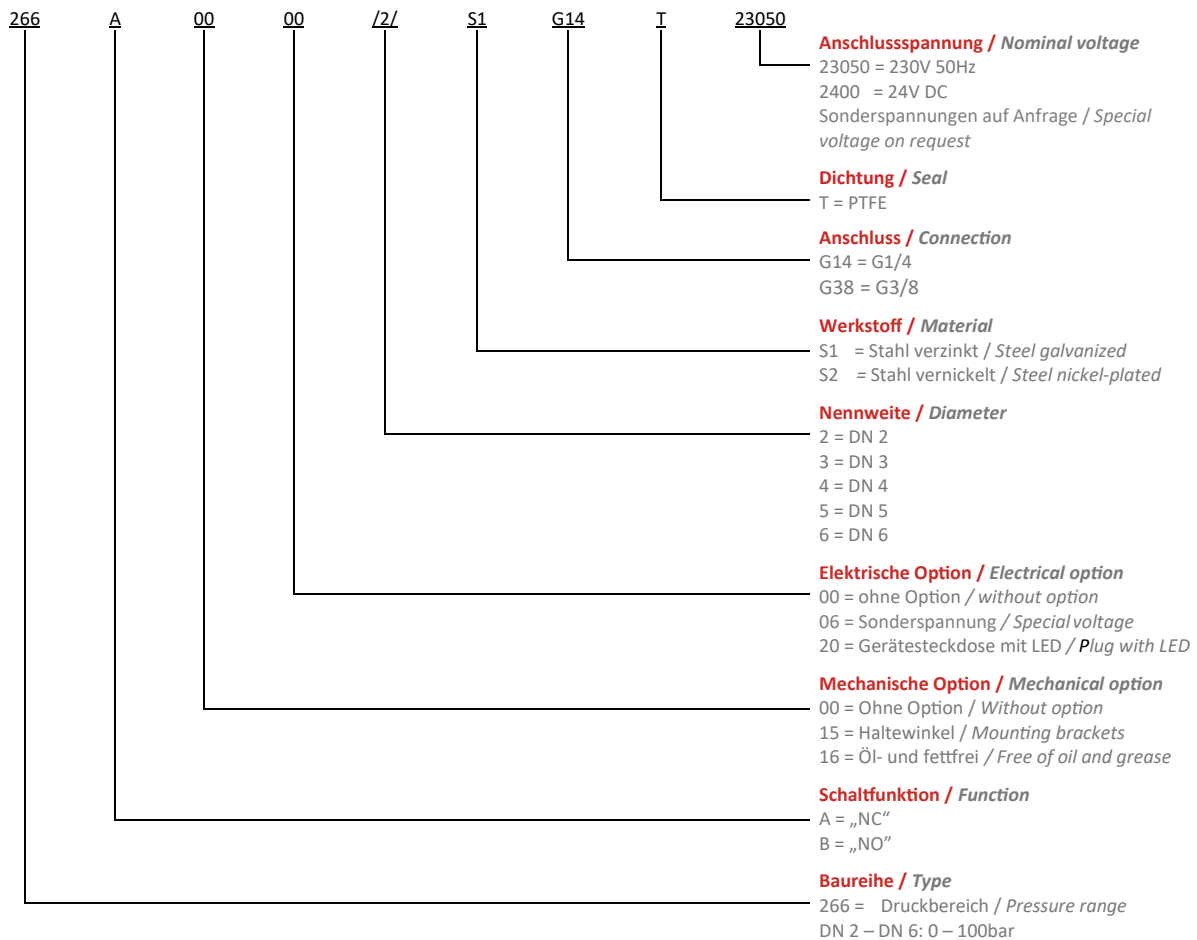 266 A 00 00 /2/ S1 G14 T 23050
Anschlussspannung / Nominal voltage
23050 = 230V 50Hz
2400 = 24V DC
Sonderspannungen auf Anfrage / Special
voltage on request
Dichtung / Seal
T = PTFE
Anschluss / Connection
G14 = G1/4
G38 = G3/8
Werkstoff / Material
S1 = Stahl verzinkt / Steel galvanized
S2 = Stahl vernickelt / Steel nickel-plated
Nennweite / Diameter
2 = DN 2
3 = DN 3
4 = DN 4
5 = DN 5
6 = DN 6
Elektrische Option / Electrical option
00 = ohne Option / without option
06 = Sonderspannung / Special voltage
20 = Gerätesteckdose mit LED / Plug with LED
Mechanische Option / Mechanical option
00 = Ohne Option / Without option
15 = Haltewinkel / Mounting brackets
16 = Öl- und fettfrei / Free of oil and grease
Schaltfunktion / Function
A = „NC“
B = „NO”
Baureihe / Type
266 = Druckbereich / Pressure range
DN 2 – DN 6: 0 – 100bar